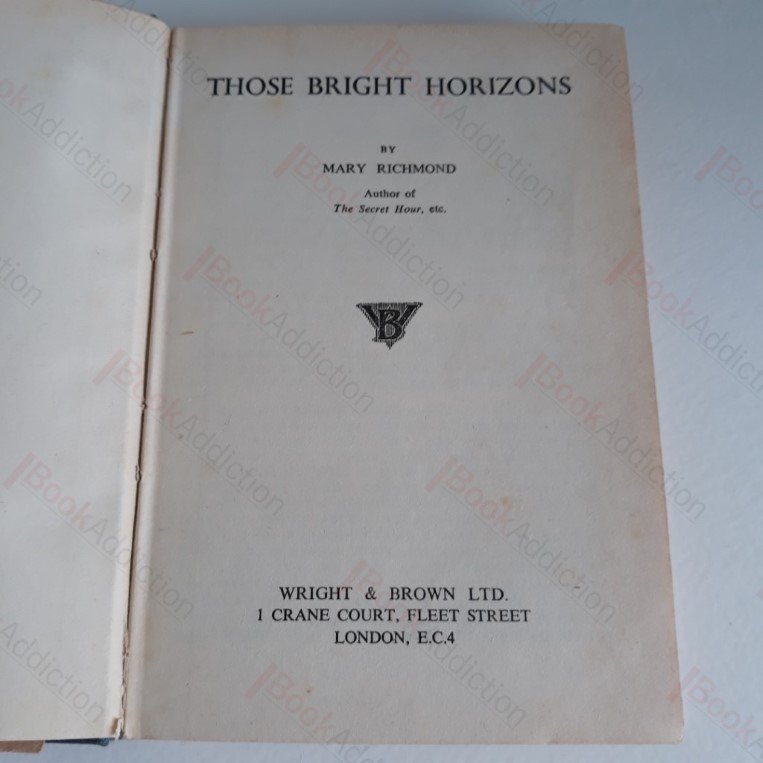 THOSE BRIGHT HORIZONS
BY
MARY RICHMOND
Author of
The Secret Hour, etc.
WB
WRIGHT & BROWN LTD.
1 CRANE COURT, FLEET STREET
LONDON, E.C.4
BookAddiction